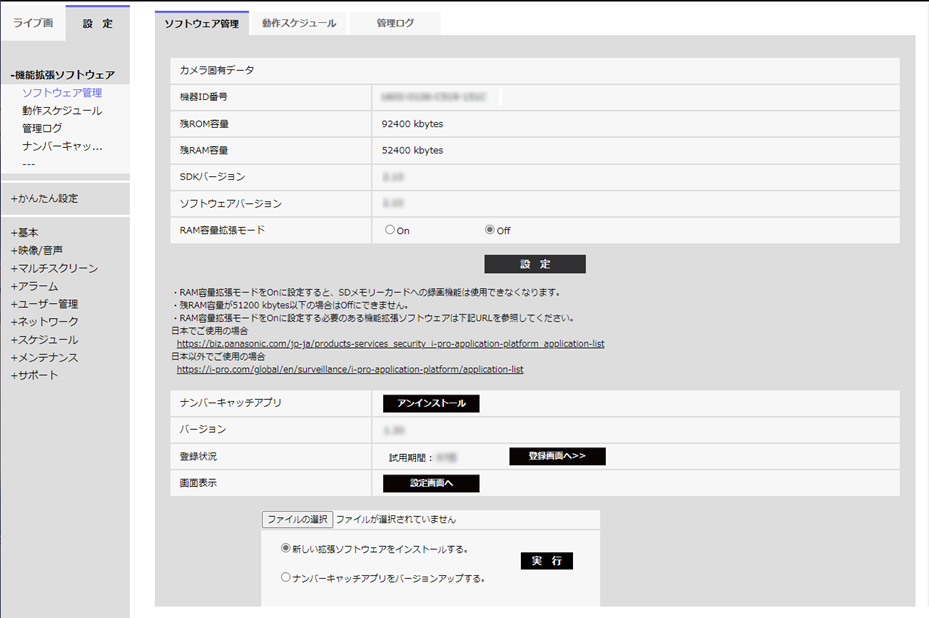 ライブ画
設 定
-機能拡張ソフトウェア
ソフトウェア管理
動作スケジュール
管理ログ
ナンバーキャッ...
---
+かんたん設定
+基本
+映像/音声
+マルチスクリーン
+アラーム
+ユーザー管理
+ネットワーク
+スケジュール
+メンテナンス
+サポート
ソフトウェア管理
動作スケジュール
管理ログ
カメラ固有データ
機器ID番号
残ROM容量 92400 kbytes
残RAM容量 52400 kbytes
SDKバージョン
ソフトウェアバージョン
RAM容量拡張モード On Off
設 定
・RAM容量拡張モードをOnに設定すると、SDメモリーカードへの録画機能は使用できなくなります。
・残RAM容量が51200 kbytes以下の場合はOffにできません。
・RAM容量拡張モードをOnに設定する必要のある機能拡張ソフトウェアは下記URLを参照してください。
日本でご使用の場合
https://biz.panasonic.com/jp-ja/products-services_security_i-pro-application-platform_application-list
日本以外でご使用の場合
https://i-pro.com/global/en/surveillance/i-pro-application-platform/application-list
ナンバーキャッチアプリ アンインストール
バージョン
登録状況 試用期間： 登録画面へ>>
画面表示 設定画面へ
ファイルの選択 ファイルが選択されていません
新しい拡張ソフトウェアをインストールする。
実 行
ナンバーキャッチアプリをバージョンアップする。